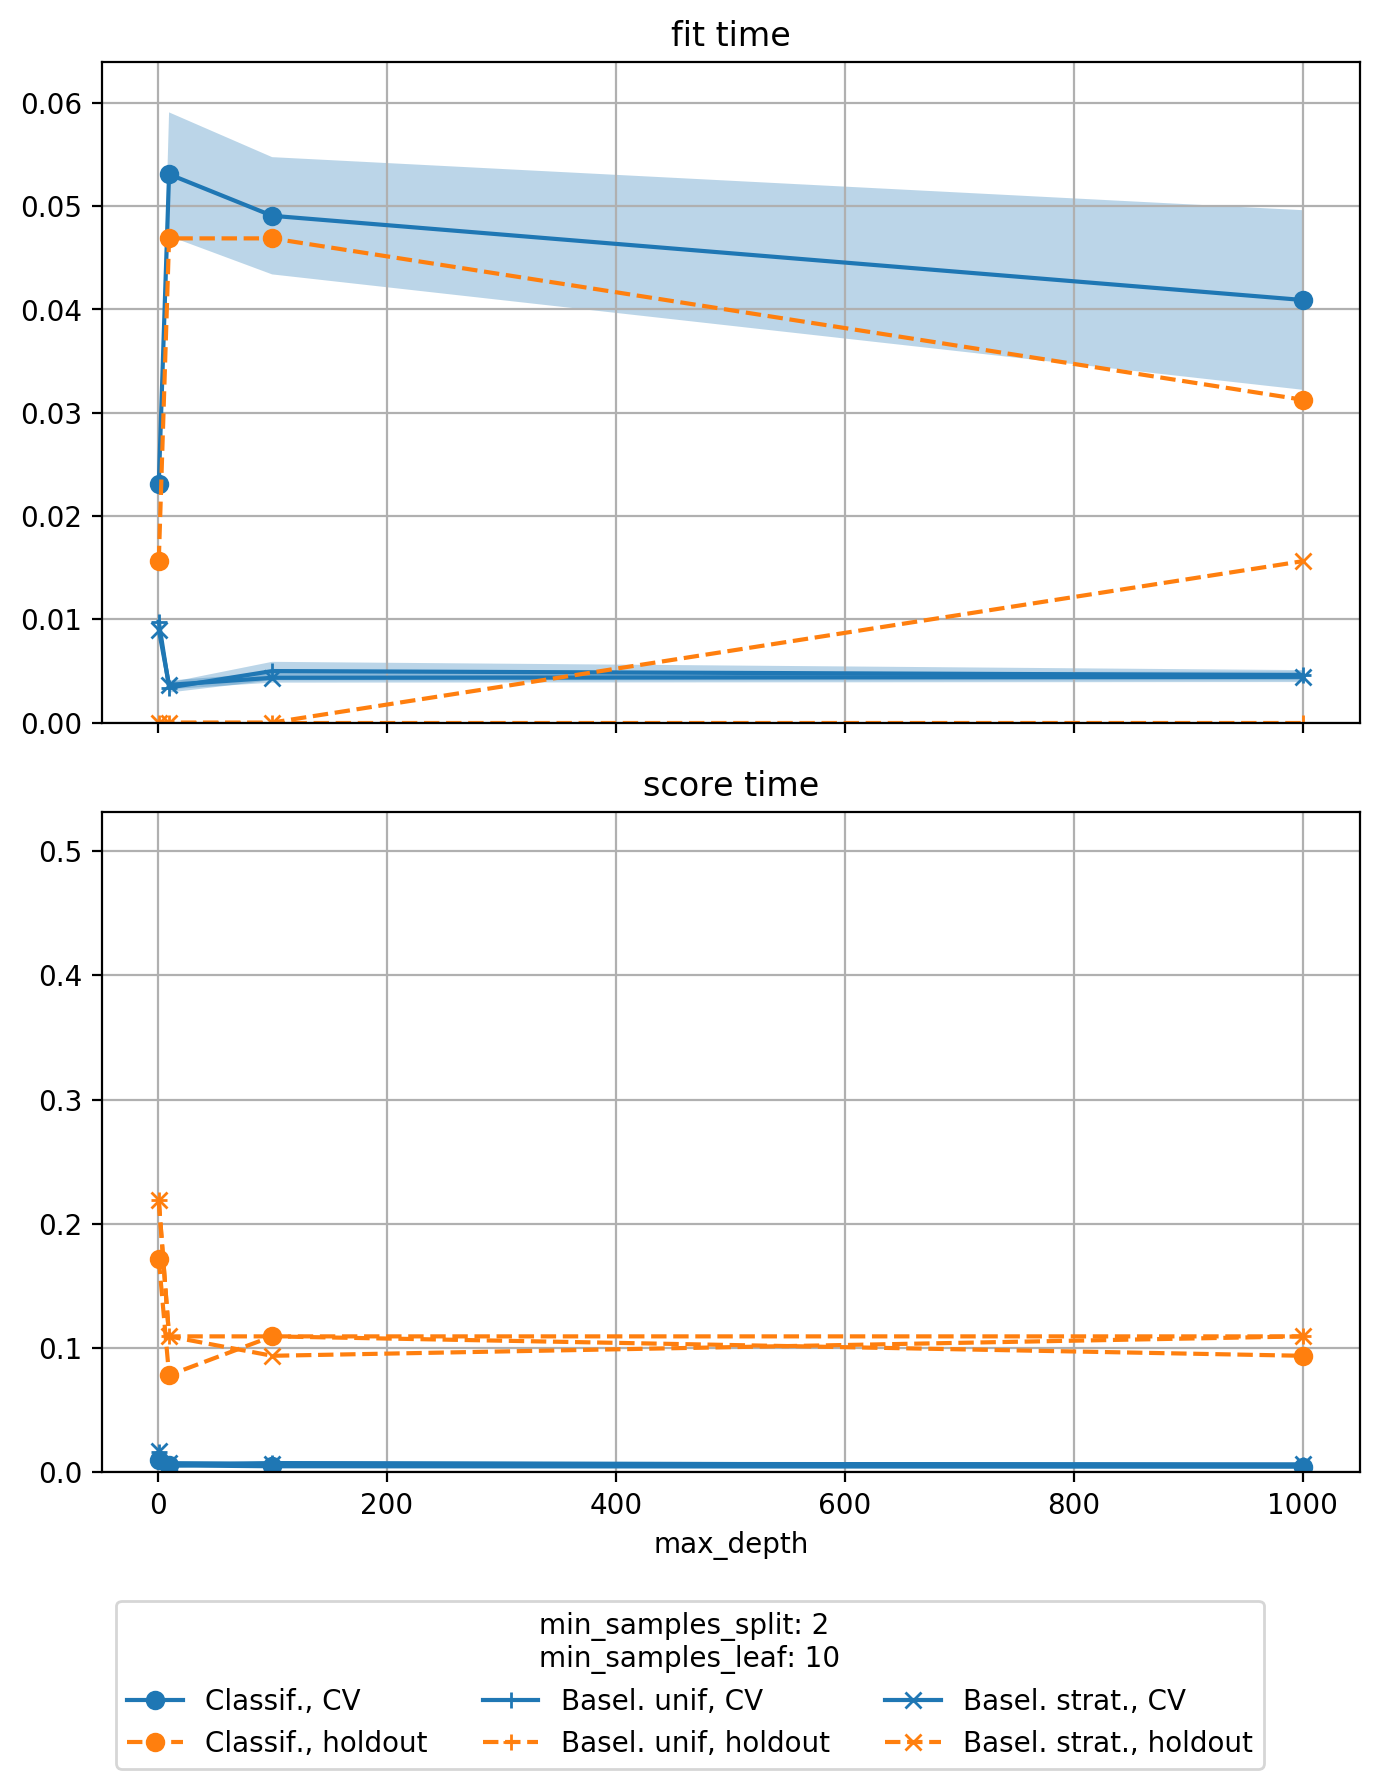 fit time
0.06
0.05
0.04
0.03
0.02
0.01
0.00
score time
0.5
0.4
0.3
0.2
0.1
0.0
0 200 400 600 800 1000
max_depth
min_samples_split: 2
min_samples_leaf: 10
Classif., CV Basel. unif, CV Basel. strat., CV
Classif., holdout Basel. unif, holdout Basel. strat., holdout